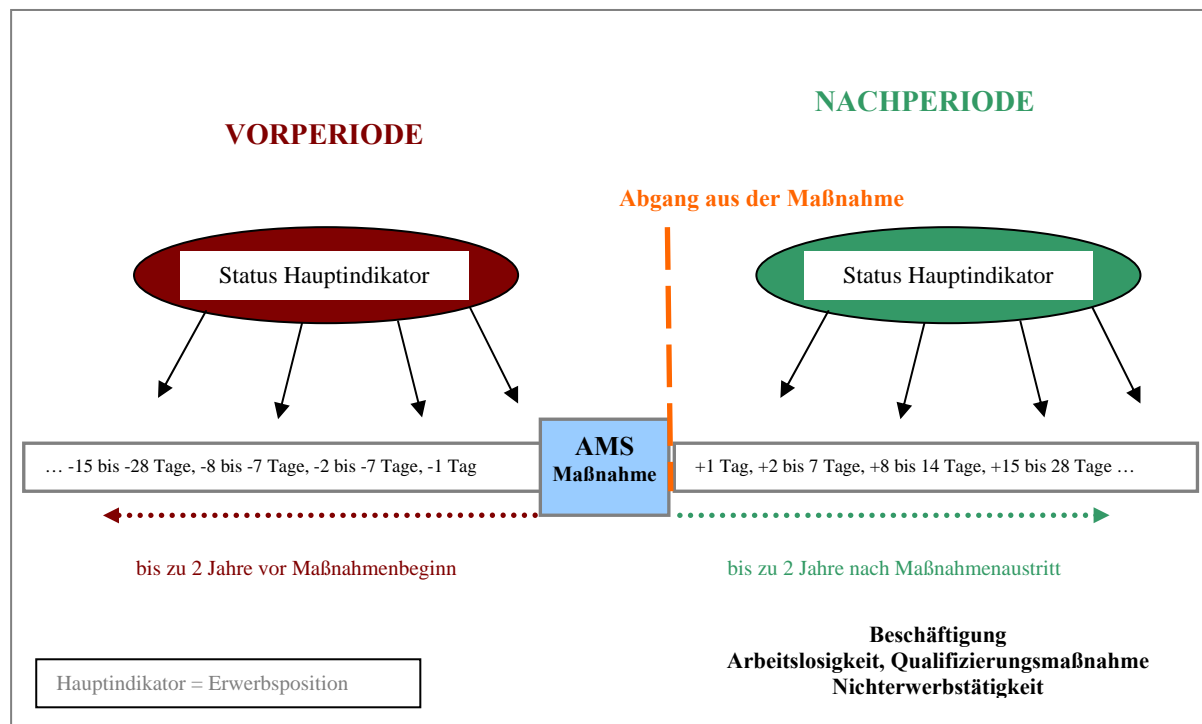 NACHPERIODE
VORPERIODE
Abgang aus der Maßnahme
Status Hauptindikator
Status Hauptindikator
… -15 bis -28 Tage, -8 bis -7 Tage, -2 bis -7 Tage, -1 Tag
AMS
Maßnahme
+1 Tag, +2 bis 7 Tage, +8 bis 14 Tage, +15 bis 28 Tage …
bis zu 2 Jahre vor Maßnahmenbeginn
bis zu 2 Jahre nach Maßnahmenaustritt
Beschäftigung
Arbeitslosigkeit, Qualifizierungsmaßnahme
Nichterwerbstätigkeit
Hauptindikator = Erwerbsposition